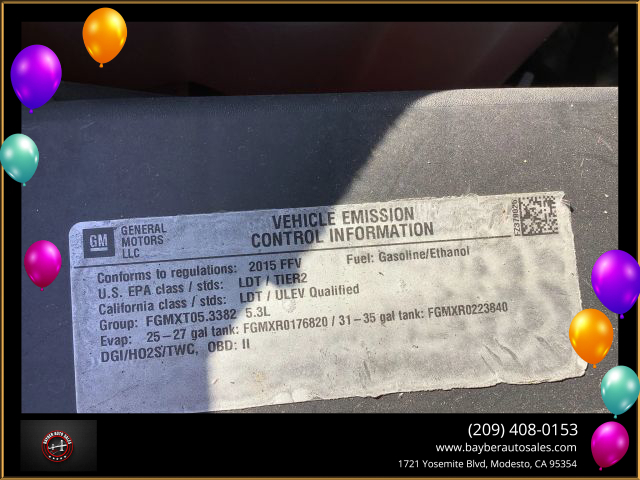 GM
GENERAL
MOTORS
LLC
VEHICLE EMISSION
CONTROL INFORMATION
Conforms to regulations: 2015 FFV Fuel: Gasoline/Ethanol
U.S. EPA class / stds: LDT / TIER2
California class / stds: LDT / ULEV Qualified
Group: FGMXT05.3382 5.3L
Evap: 25-27 gal tank: FGMXR0176820 / 31-35 gal tank: FGMXR0223840
DGI/HO2S/TWC, OBD: II
BAYBER AUTO SALES
(209) 408-0153
www.bayberautosales.com
1721 Yosemite Blvd, Modesto, CA 95354